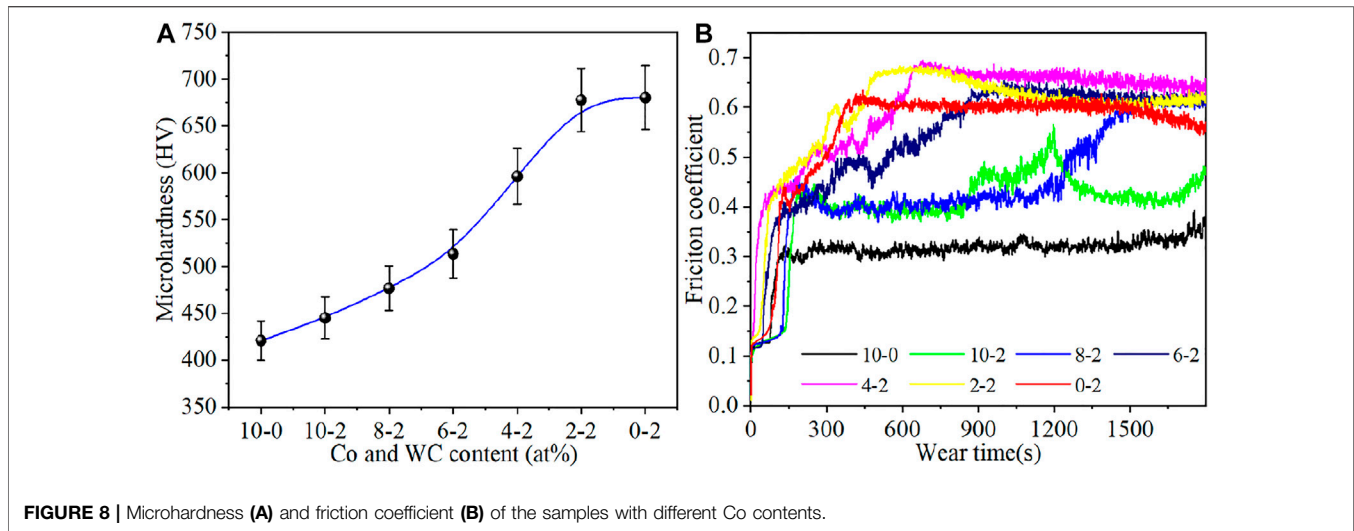 A
750
700
650
600
550
500
450
400
350
Microhardness (HV)
10-0 10-2 8-2 6-2 4-2 2-2 0-2
Co and WC content (at%)
B
0.7
0.6
0.5
0.4
0.3
0.2
0.1
0.0
Friciton coefficient
10-0 10-2 8-2 6-2
4-2 2-2 0-2
0 300 600 900 1200 1500
Wear time(s)
FIGURE 8 | Microhardness (A) and friction coefficient (B) of the samples with different Co contents.